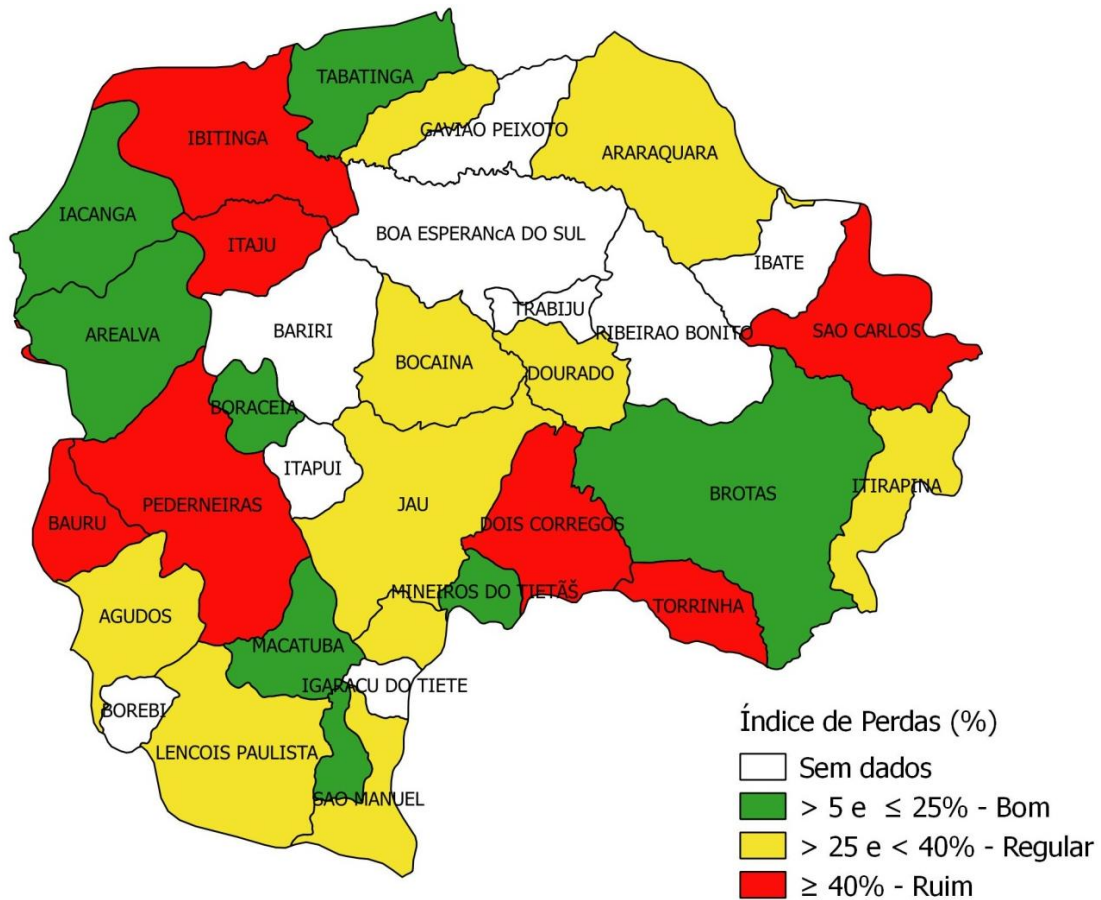 TABATINGA
GAVIAO PEIXOTO
IBITINGA
ARARAQUARA
IACANGA
BOA ESPERANcA DO SUL
ITAJU
IBATE
TRABIJU
AREALVA
BARIRI
RIBEIRAO BONITO
SAO CARLOS
BOCAINA
DOURADO
BORACEIA
ITAPUI
BROTAS
ITIRAPINA
PEDERNEIRAS
JAU
BAURU
DOIS CORREGOS
MINEIROS DO TIETÃŠ
TORRINHA
AGUDOS
MACATUBA
IGARACU DO TIETE
BOREBI
LENCOIS PAULISTA
SAO MANUEL
Índice de Perdas (%)
Sem dados
> 5 e ≤ 25% - Bom
> 25 e < 40% - Regular
≥ 40% - Ruim